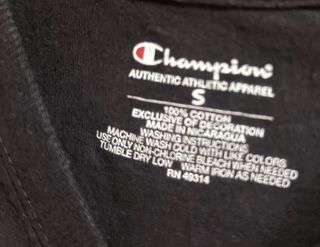 Champion
AUTHENTIC ATHLETIC APPAREL
S
100% COTTON
EXCLUSIVE OF DECORATION
MADE IN NICARAGUA
WASHING INSTRUCTIONS
MACHINE WASH COLD WITH LIKE COLORS
USE ONLY NON-CHLORINE BLEACH WHEN NEEDED
TUMBLE DRY LOW WARM IRON AS NEEDED
RN 49314